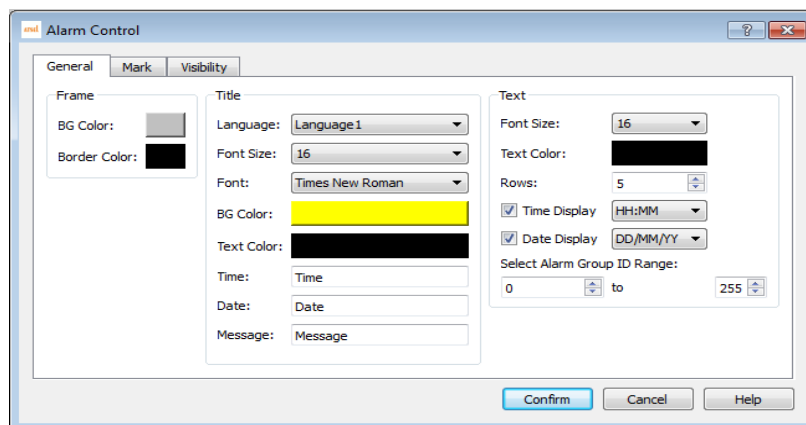 Alarm Control
General Mark Visibility
Frame
BG Color:
Border Color:
Title
Language: Language1
Font Size: 16
Font: Times New Roman
BG Color:
Text Color:
Time: Time
Date: Date
Message: Message
Text
Font Size: 16
Text Color:
Rows: 5
Time Display HH:MM
Date Display DD/MM/YY
Select Alarm Group ID Range:
0 to 255
Confirm Cancel Help